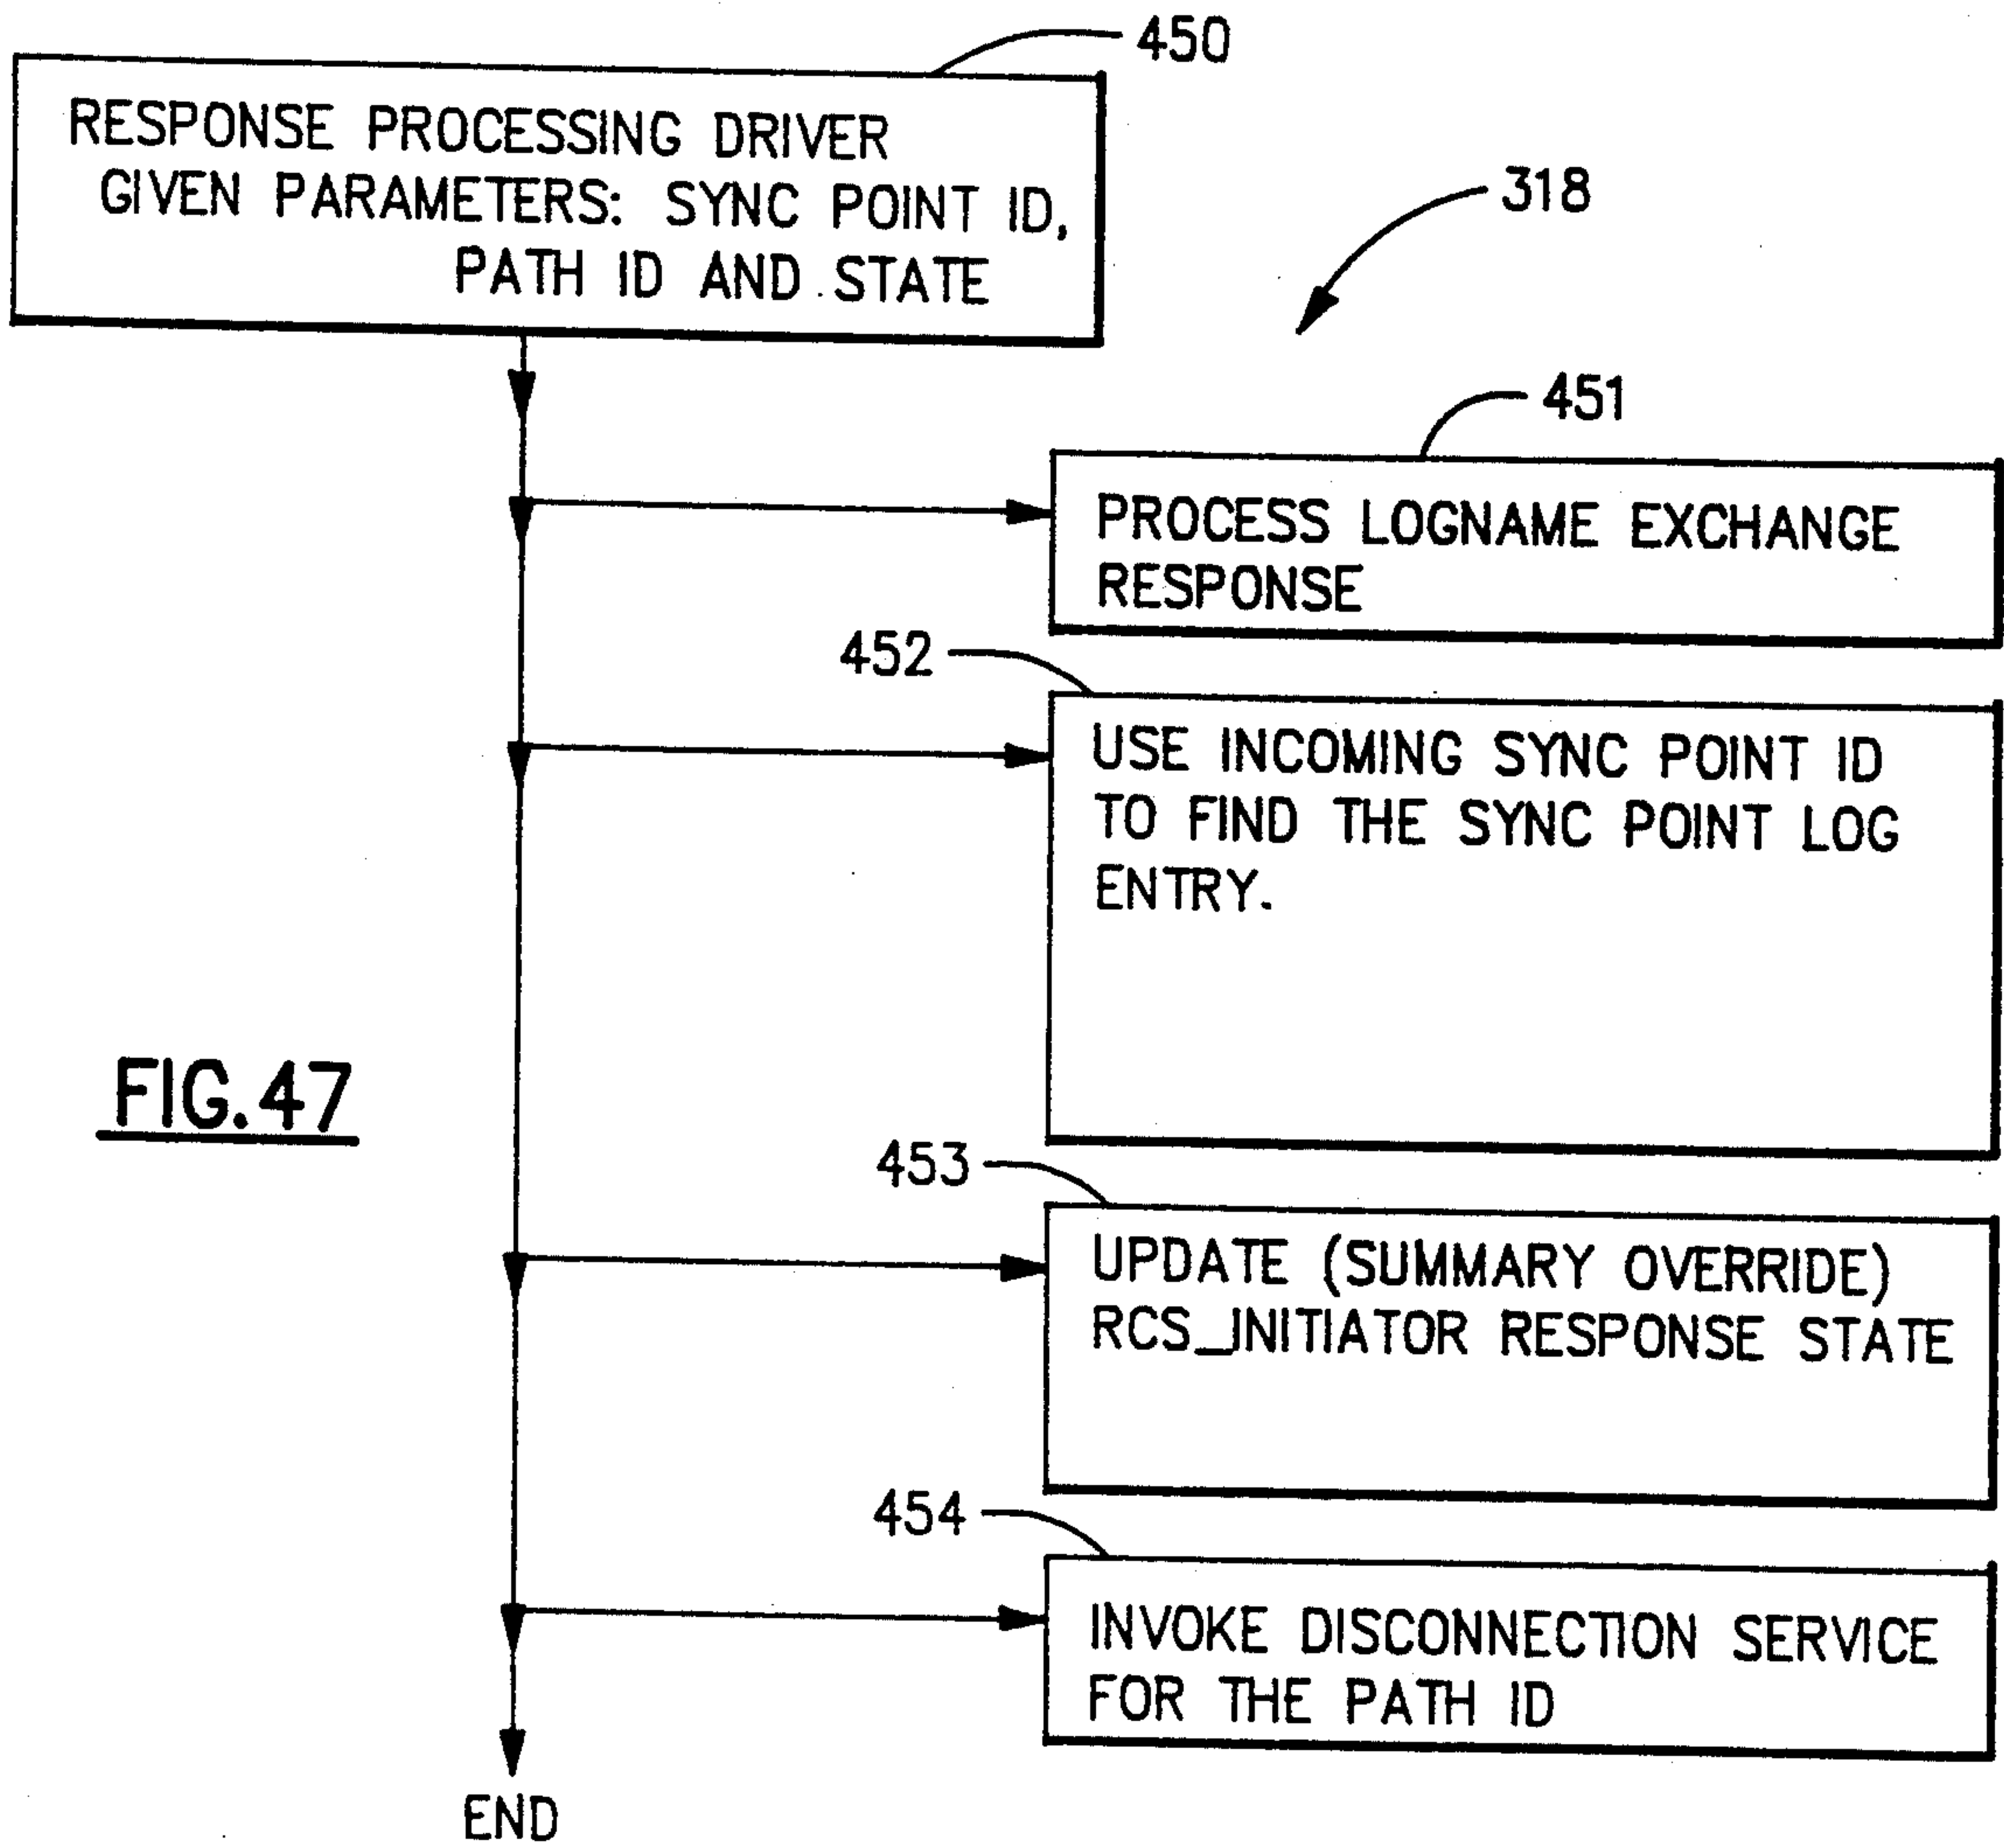 450
RESPONSE PROCESSING DRIVER
GIVEN PARAMETERS: SYNC POINT ID,
PATH ID AND STATE
318
451
PROCESS LOGNAME EXCHANGE
RESPONSE
452
USE INCOMING SYNC POINT ID
TO FIND THE SYNC POINT LOG
ENTRY.
FIG.47
453
UPDATE (SUMMARY OVERRIDE)
RCS_INITIATOR RESPONSE STATE
454
INVOKE DISCONNECTION SERVICE
FOR THE PATH ID
END